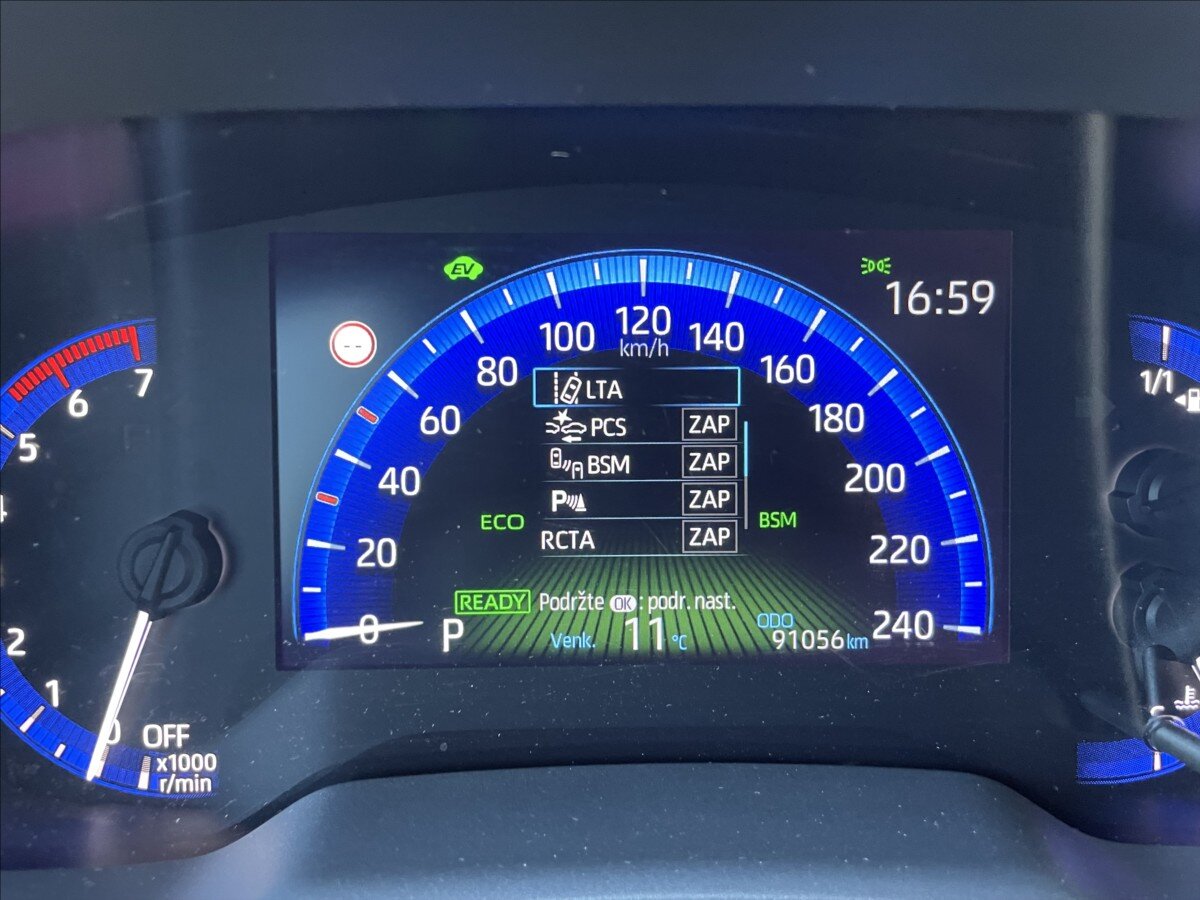 EV
16:59
--
120
km/h
100
140
80
160
60
180
40
200
20
220
0
240
LTA
PCS ZAP
BSM ZAP
P ZAP
RCTA ZAP
ECO
BSM
READY Podržte OK : podr. nast.
P
Venk. 11 °C
ODO
91056 km
7
6
5
2
1
0
OFF
x1000
r/min
1/1